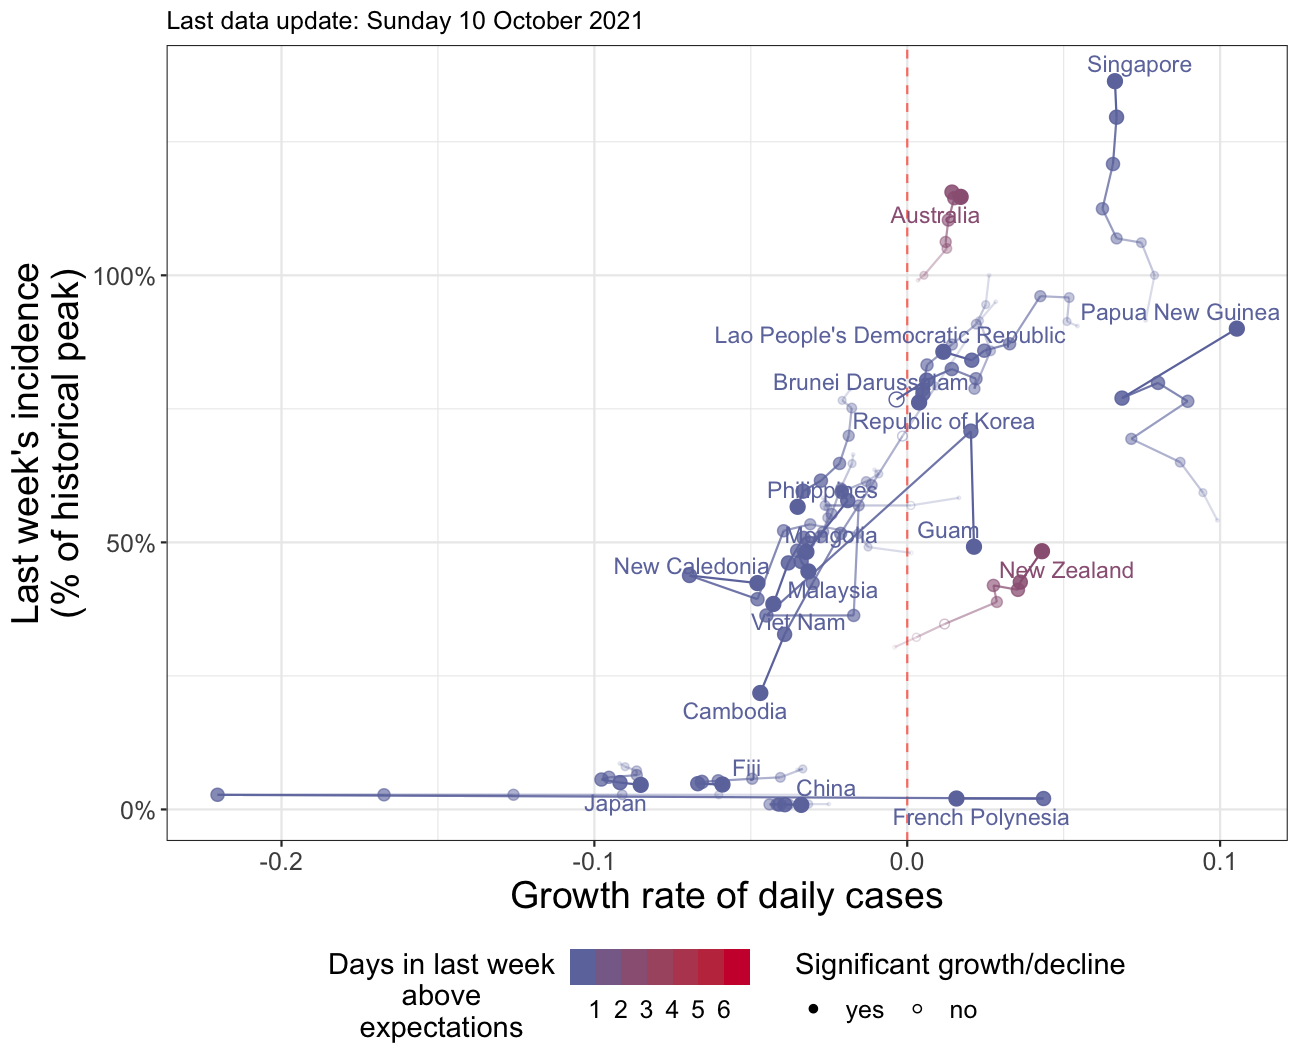 Last data update: Sunday 10 October 2021
Last week's incidence
(% of historical peak)
100%
50%
0%
Singapore
Australia
Papua New Guinea
Lao People's Democratic Republic
Brunei Darussalam
Republic of Korea
Philippines
Guam
Mongolia
New Caledonia
New Zealand
Malaysia
Viet Nam
Cambodia
Fiji
China
Japan
French Polynesia
-0.2
-0.1
0.0
0.1
Growth rate of daily cases
Days in last week
above
expectations
1 2 3 4 5 6
Significant growth/decline
yes
no